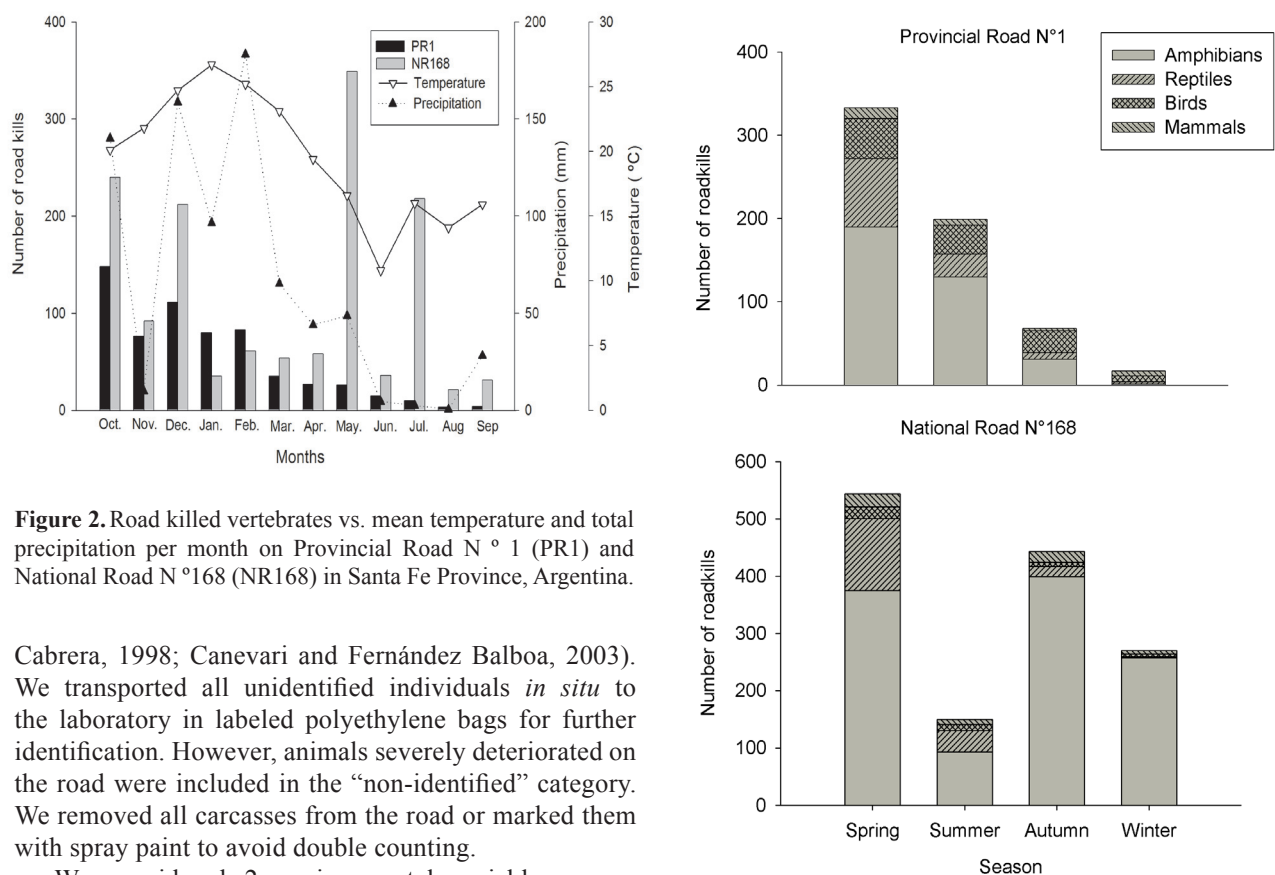 400
300
200
100
0
Number of road kills
200
150
100
50
0
Precipitation (mm)
30
25
20
15
10
5
0
Temperature ( °C)
PR1
NR168
Temperature
Precipitation
Oct. Nov. Dec. Jan. Feb. Mar. Apr. May. Jun. Jul. Aug Sep
Months
Figure 2. Road killed vertebrates vs. mean temperature and total
precipitation per month on Provincial Road N º 1 (PR1) and
National Road N º168 (NR168) in Santa Fe Province, Argentina.
Cabrera, 1998; Canevari and Fernández Balboa, 2003).
We transported all unidentified individuals in situ to
the laboratory in labeled polyethylene bags for further
identification. However, animals severely deteriorated on
the road were included in the “non-identified” category.
We removed all carcasses from the road or marked them
with spray paint to avoid double counting.
Provincial Road N°1
Amphibians
Reptiles
Birds
Mammals
400
300
200
100
0
Number of roadkills
National Road N°168
600
500
400
300
200
100
0
Number of roadkills
Spring Summer Autumn Winter
Season